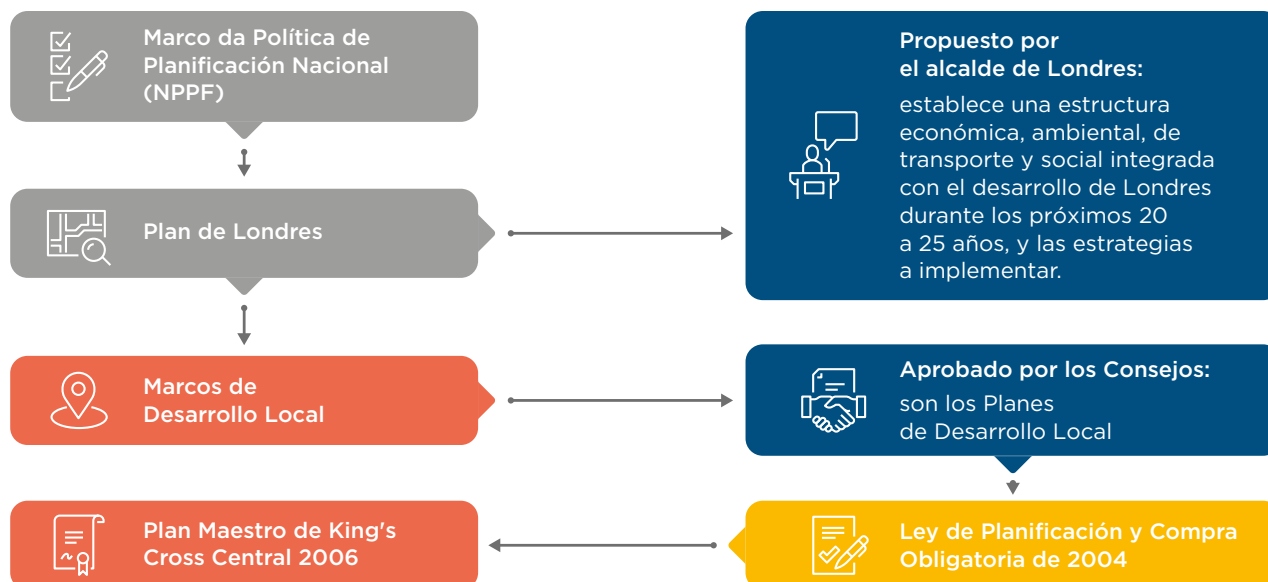 Marco da Política de
Planificación Nacional
(NPPF)
Propuesto por
el alcalde de Londres:
establece una estructura
económica, ambiental, de
transporte y social integrada
con el desarrollo de Londres
durante los próximos 20
a 25 años, y las estrategias
a implementar.
Plan de Londres
Marcos de
Desarrollo Local
Aprobado por los Consejos:
son los Planes
de Desarrollo Local
Plan Maestro de King's
Cross Central 2006
Ley de Planificación y Compra
Obligatoria de 2004